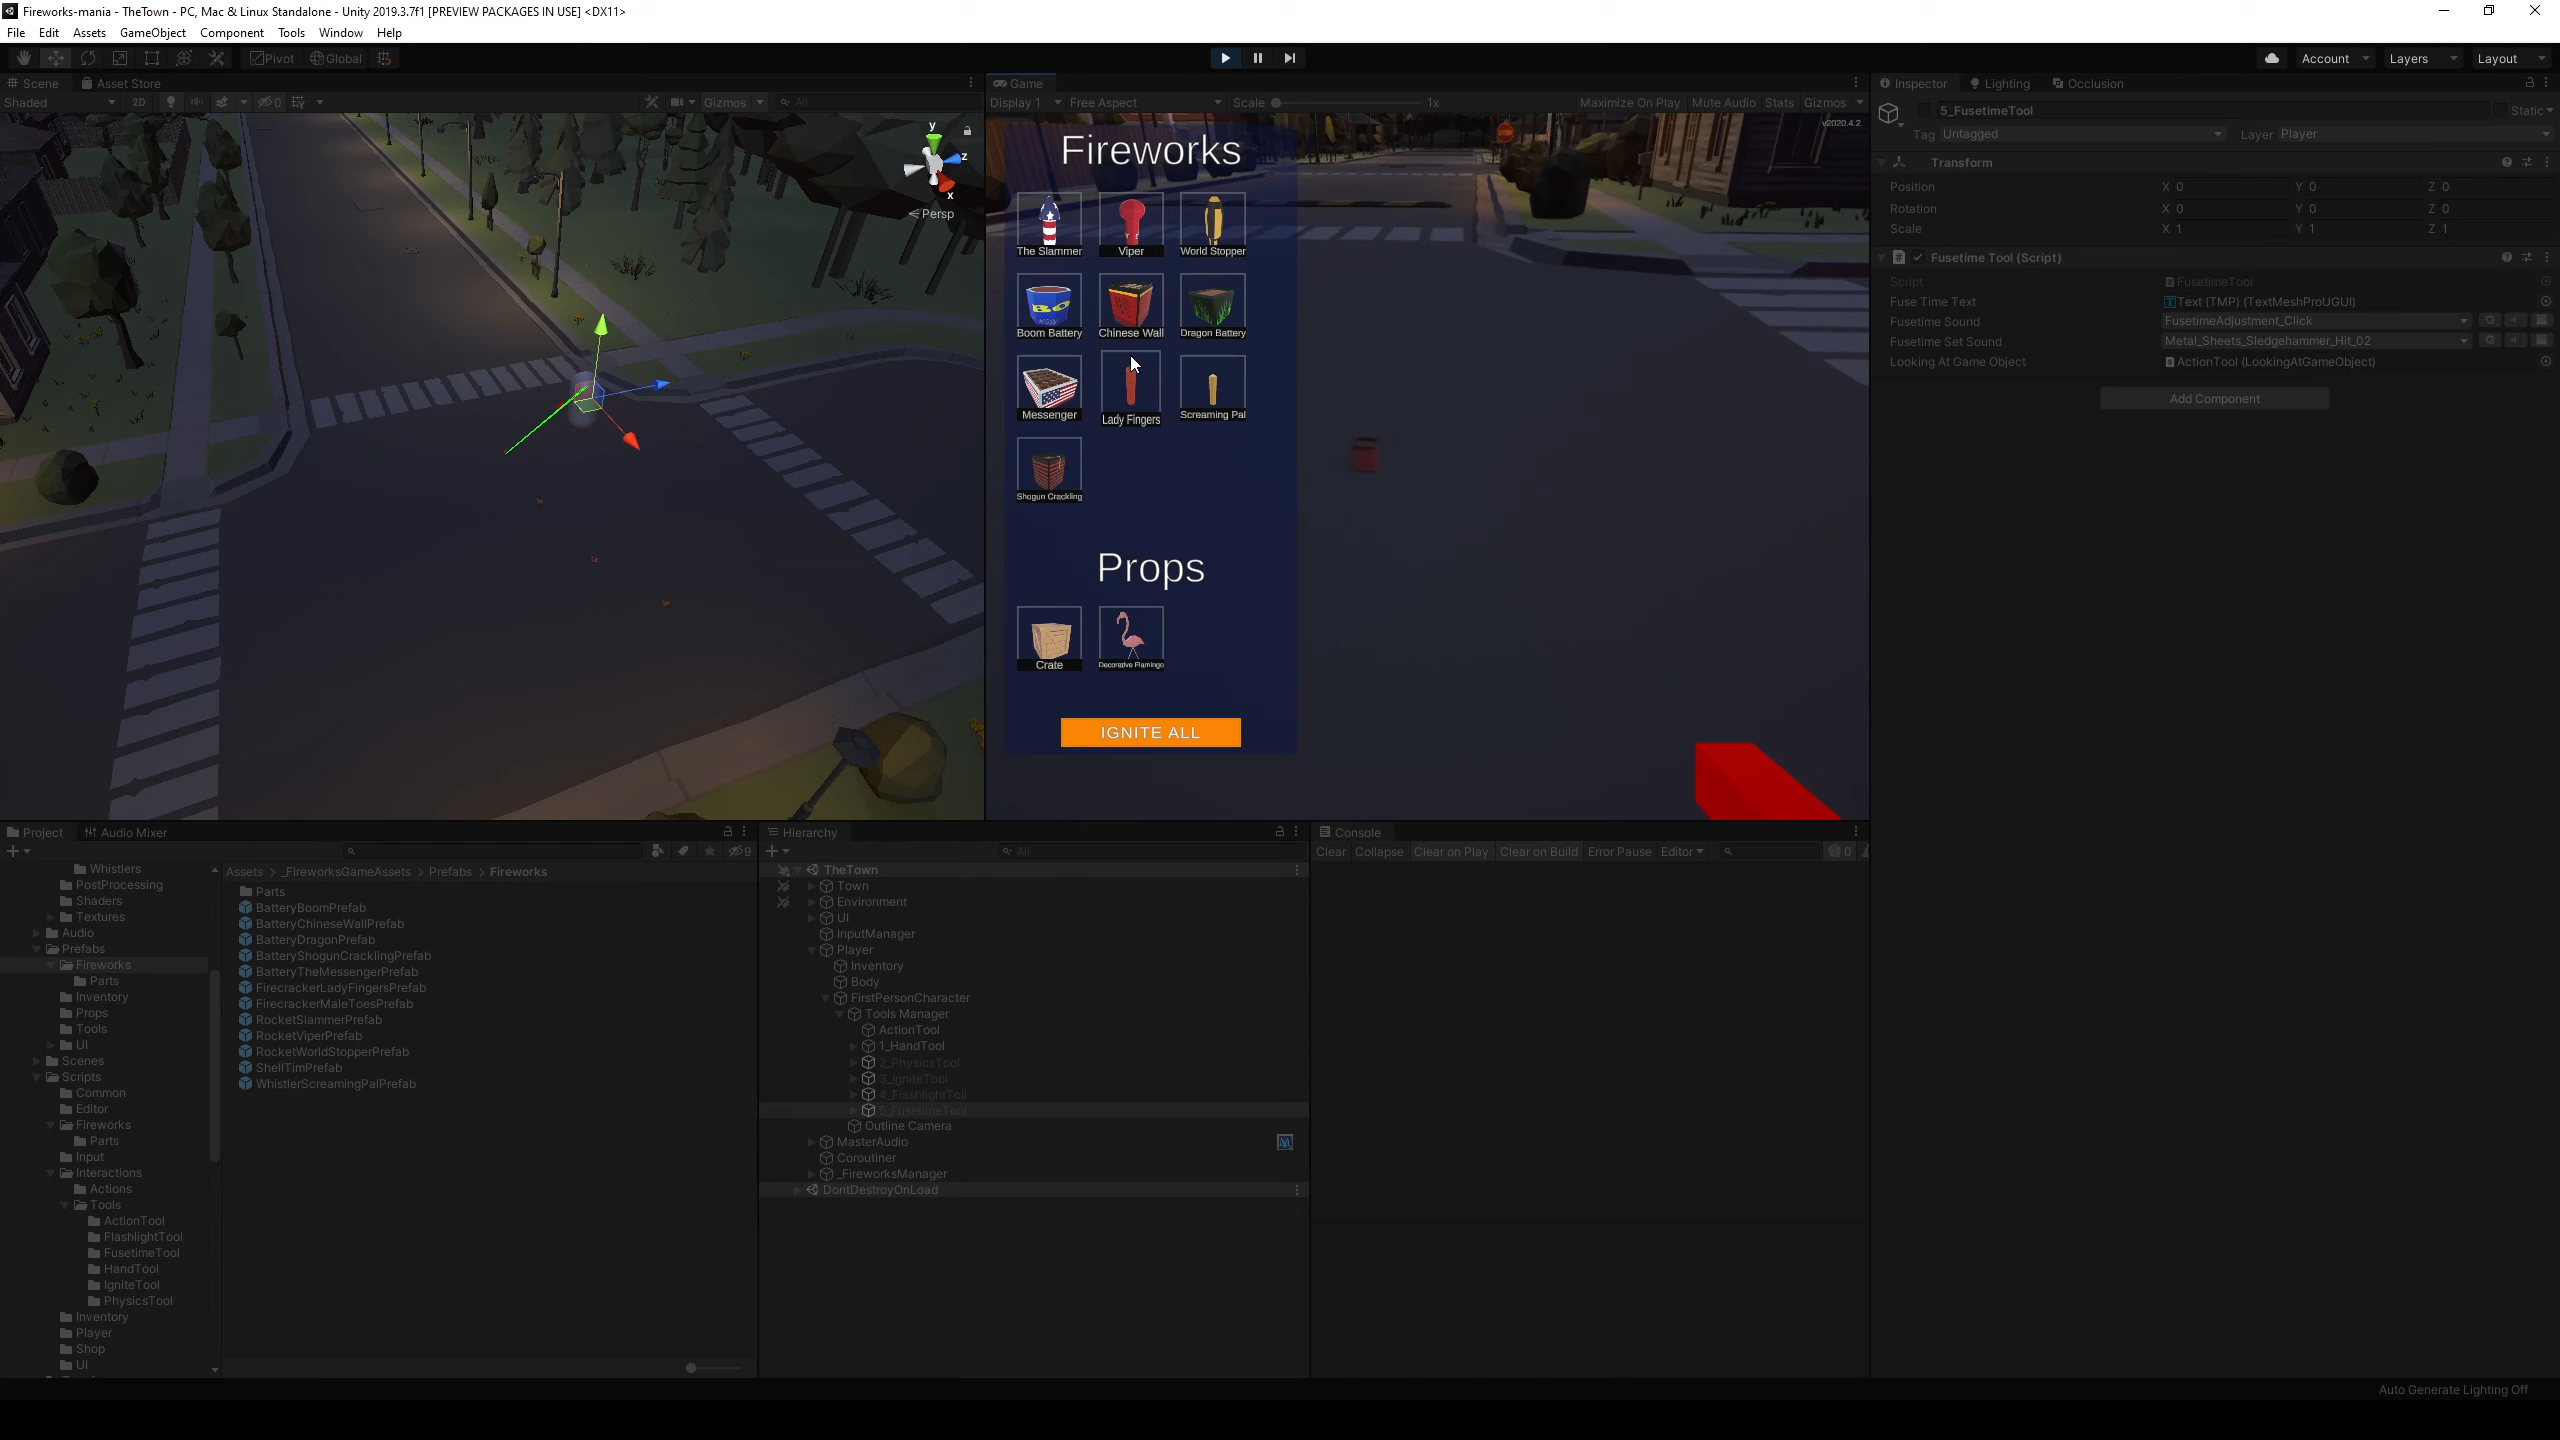 Fireworks-mania - TheTown - PC, Mac & Linux Standalone - Unity 2019.3.7f1 [PREVIEW PACKAGES IN USE] <DX11>
File Edit Assets GameObject Component Tools Window Help
Pivot Global Account Layers Layout
Scene Asset Store
Shaded 2D 0 Gizmos All
y
z
x
Persp
Game
Display 1 Free Aspect Scale 1x Maximize On Play Mute Audio Stats Gizmos
v2020.4.2
Fireworks
The Slammer Viper World Stopper
Boom Battery Chinese Wall Dragon Battery
Messenger Lady Fingers Screaming Pal
Shogun Crackling
Props
Crate Decorative Flamingo
IGNITE ALL
Inspector Lighting Occlusion
5_FusetimeTool Static
Tag Untagged Layer Player
Transform
Position X 0 Y 0 Z 0
Rotation X 0 Y 0 Z 0
Scale X 1 Y 1 Z 1
Fusetime Tool (Script)
Script FusetimeTool
Fuse Time Text Text (TMP) (TextMeshProUGUI)
Fusetime Sound FusetimeAdjustment_Click
Fusetime Set Sound Metal_Sheets_Sledgehammer_Hit_02
Looking At Game Object ActionTool (LookingAtGameObject)
Add Component
Project Audio Mixer
9
Whistlers
PostProcessing
Shaders
Textures
Audio
Prefabs
Fireworks
Parts
Inventory
Props
Tools
UI
Scenes
Scripts
Common
Editor
Fireworks
Parts
Input
Interactions
Actions
Tools
ActionTool
FlashlightTool
FusetimeTool
HandTool
IgniteTool
PhysicsTool
Inventory
Player
Shop
UI
Assets > _FireworksGameAssets > Prefabs > Fireworks
Parts
BatteryBoomPrefab
BatteryChineseWallPrefab
BatteryDragonPrefab
BatteryShogunCracklingPrefab
BatteryTheMessengerPrefab
FirecrackerLadyFingersPrefab
FirecrackerMaleToesPrefab
RocketSlammerPrefab
RocketViperPrefab
RocketWorldStopperPrefab
ShellTimPrefab
WhistlerScreamingPalPrefab
Hierarchy
All
TheTown
Town
Environment
UI
InputManager
Player
Inventory
Body
FirstPersonCharacter
Tools Manager
ActionTool
1_HandTool
2_PhysicsTool
3_IgniteTool
4_FlashlightToll
5_FusetimeTool
Outline Camera
MasterAudio
Coroutiner
_FireworksManager
DontDestroyOnLoad
Console
Clear Collapse Clear on Play Clear on Build Error Pause Editor 0
Auto Generate Lighting Off